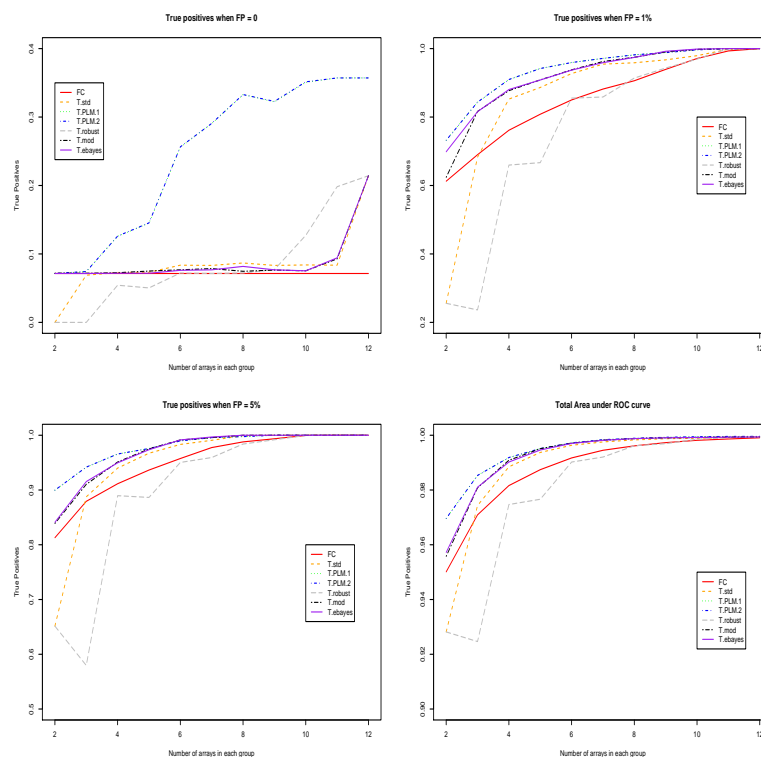 True positives when FP = 0
True Positives
0.0
0.1
0.2
0.3
0.4
FC
T.std
T.PLM.1
T.PLM.2
T.robust
T.mod
T.ebayes
2
4
6
8
10
12
Number of arrays in each group
True positives when FP = 1%
True Positives
0.2
0.4
0.6
0.8
1.0
FC
T.std
T.PLM.1
T.PLM.2
T.robust
T.mod
T.ebayes
2
4
6
8
10
12
Number of arrays in each group
True positives when FP = 5%
True Positives
0.5
0.6
0.7
0.8
0.9
1.0
FC
T.std
T.PLM.1
T.PLM.2
T.robust
T.mod
T.ebayes
2
4
6
8
10
12
Number of arrays in each group
Total Area under ROC curve
True Positives
0.90
0.92
0.94
0.96
0.98
1.00
FC
T.std
T.PLM.1
T.PLM.2
T.robust
T.mod
T.ebayes
2
4
6
8
10
12
Number of arrays in each group